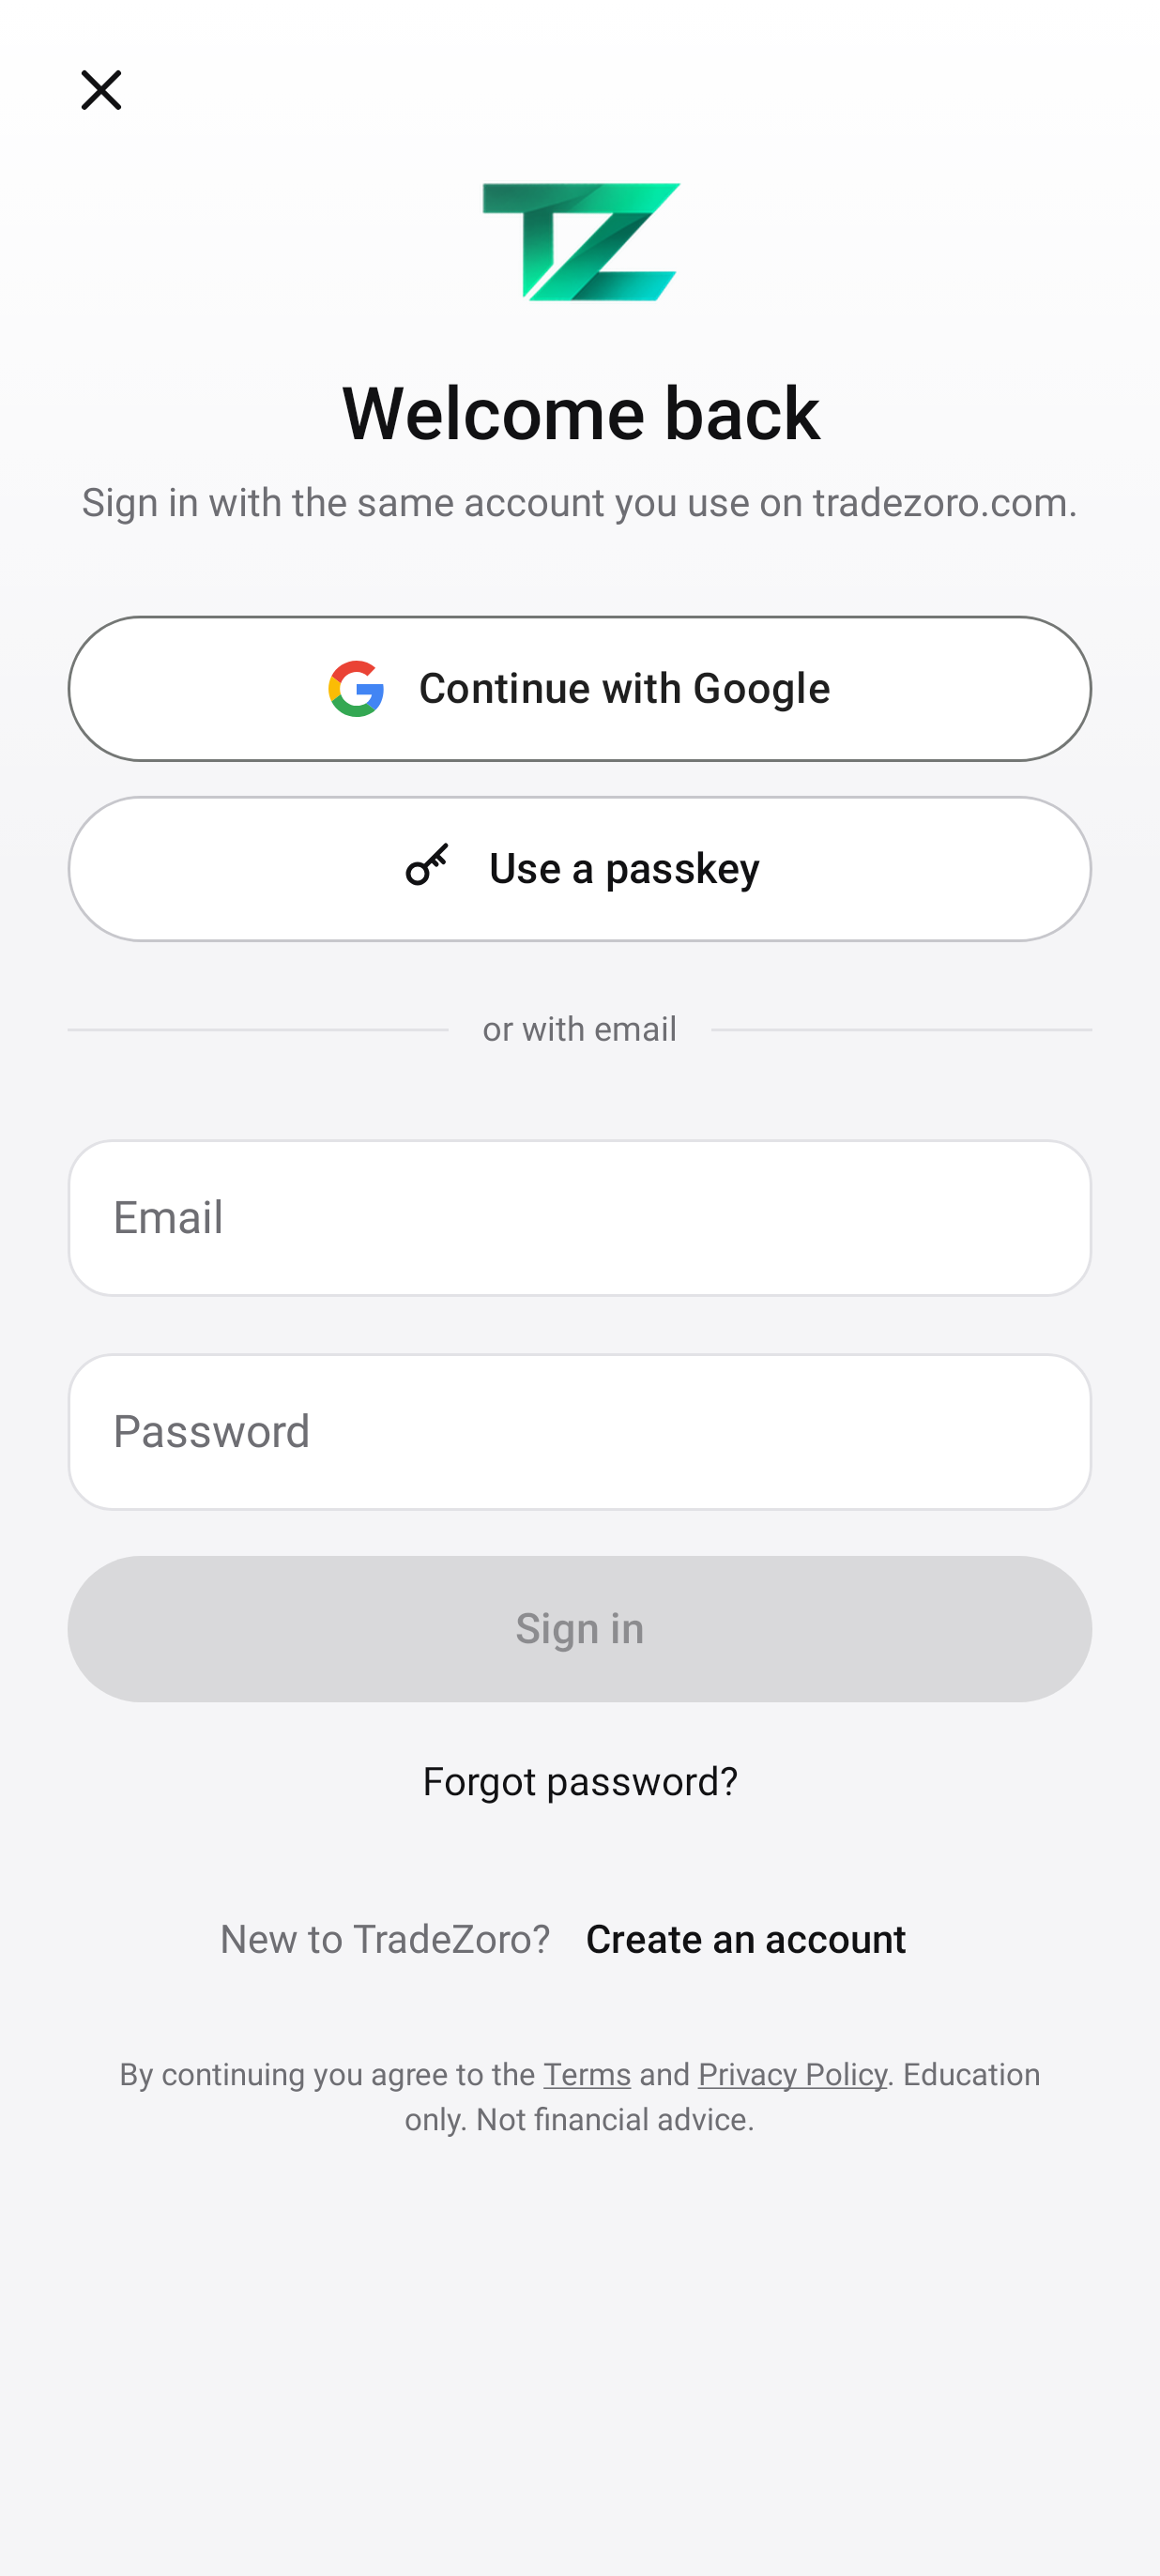 TZ
Welcome back
Sign in with the same account you use on tradezoro.com.
Continue with Google
Use a passkey
or with email
Email
Password
Sign in
Forgot password?
New to TradeZoro? Create an account
By continuing you agree to the Terms and Privacy Policy. Education
only. Not financial advice.